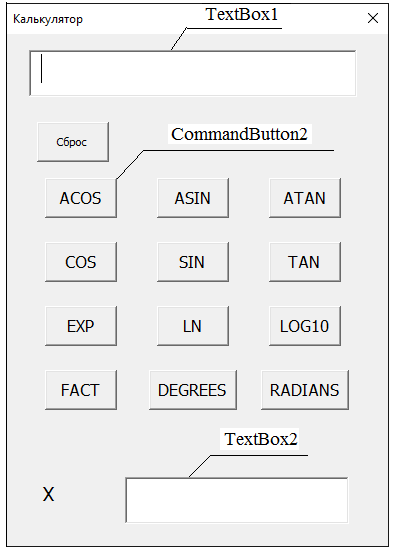 TextBox1
Калькулятор
CommandButton2
Сброс
ACOS ASIN ATAN
COS SIN TAN
EXP LN LOG10
FACT DEGREES RADIANS
TextBox2
X